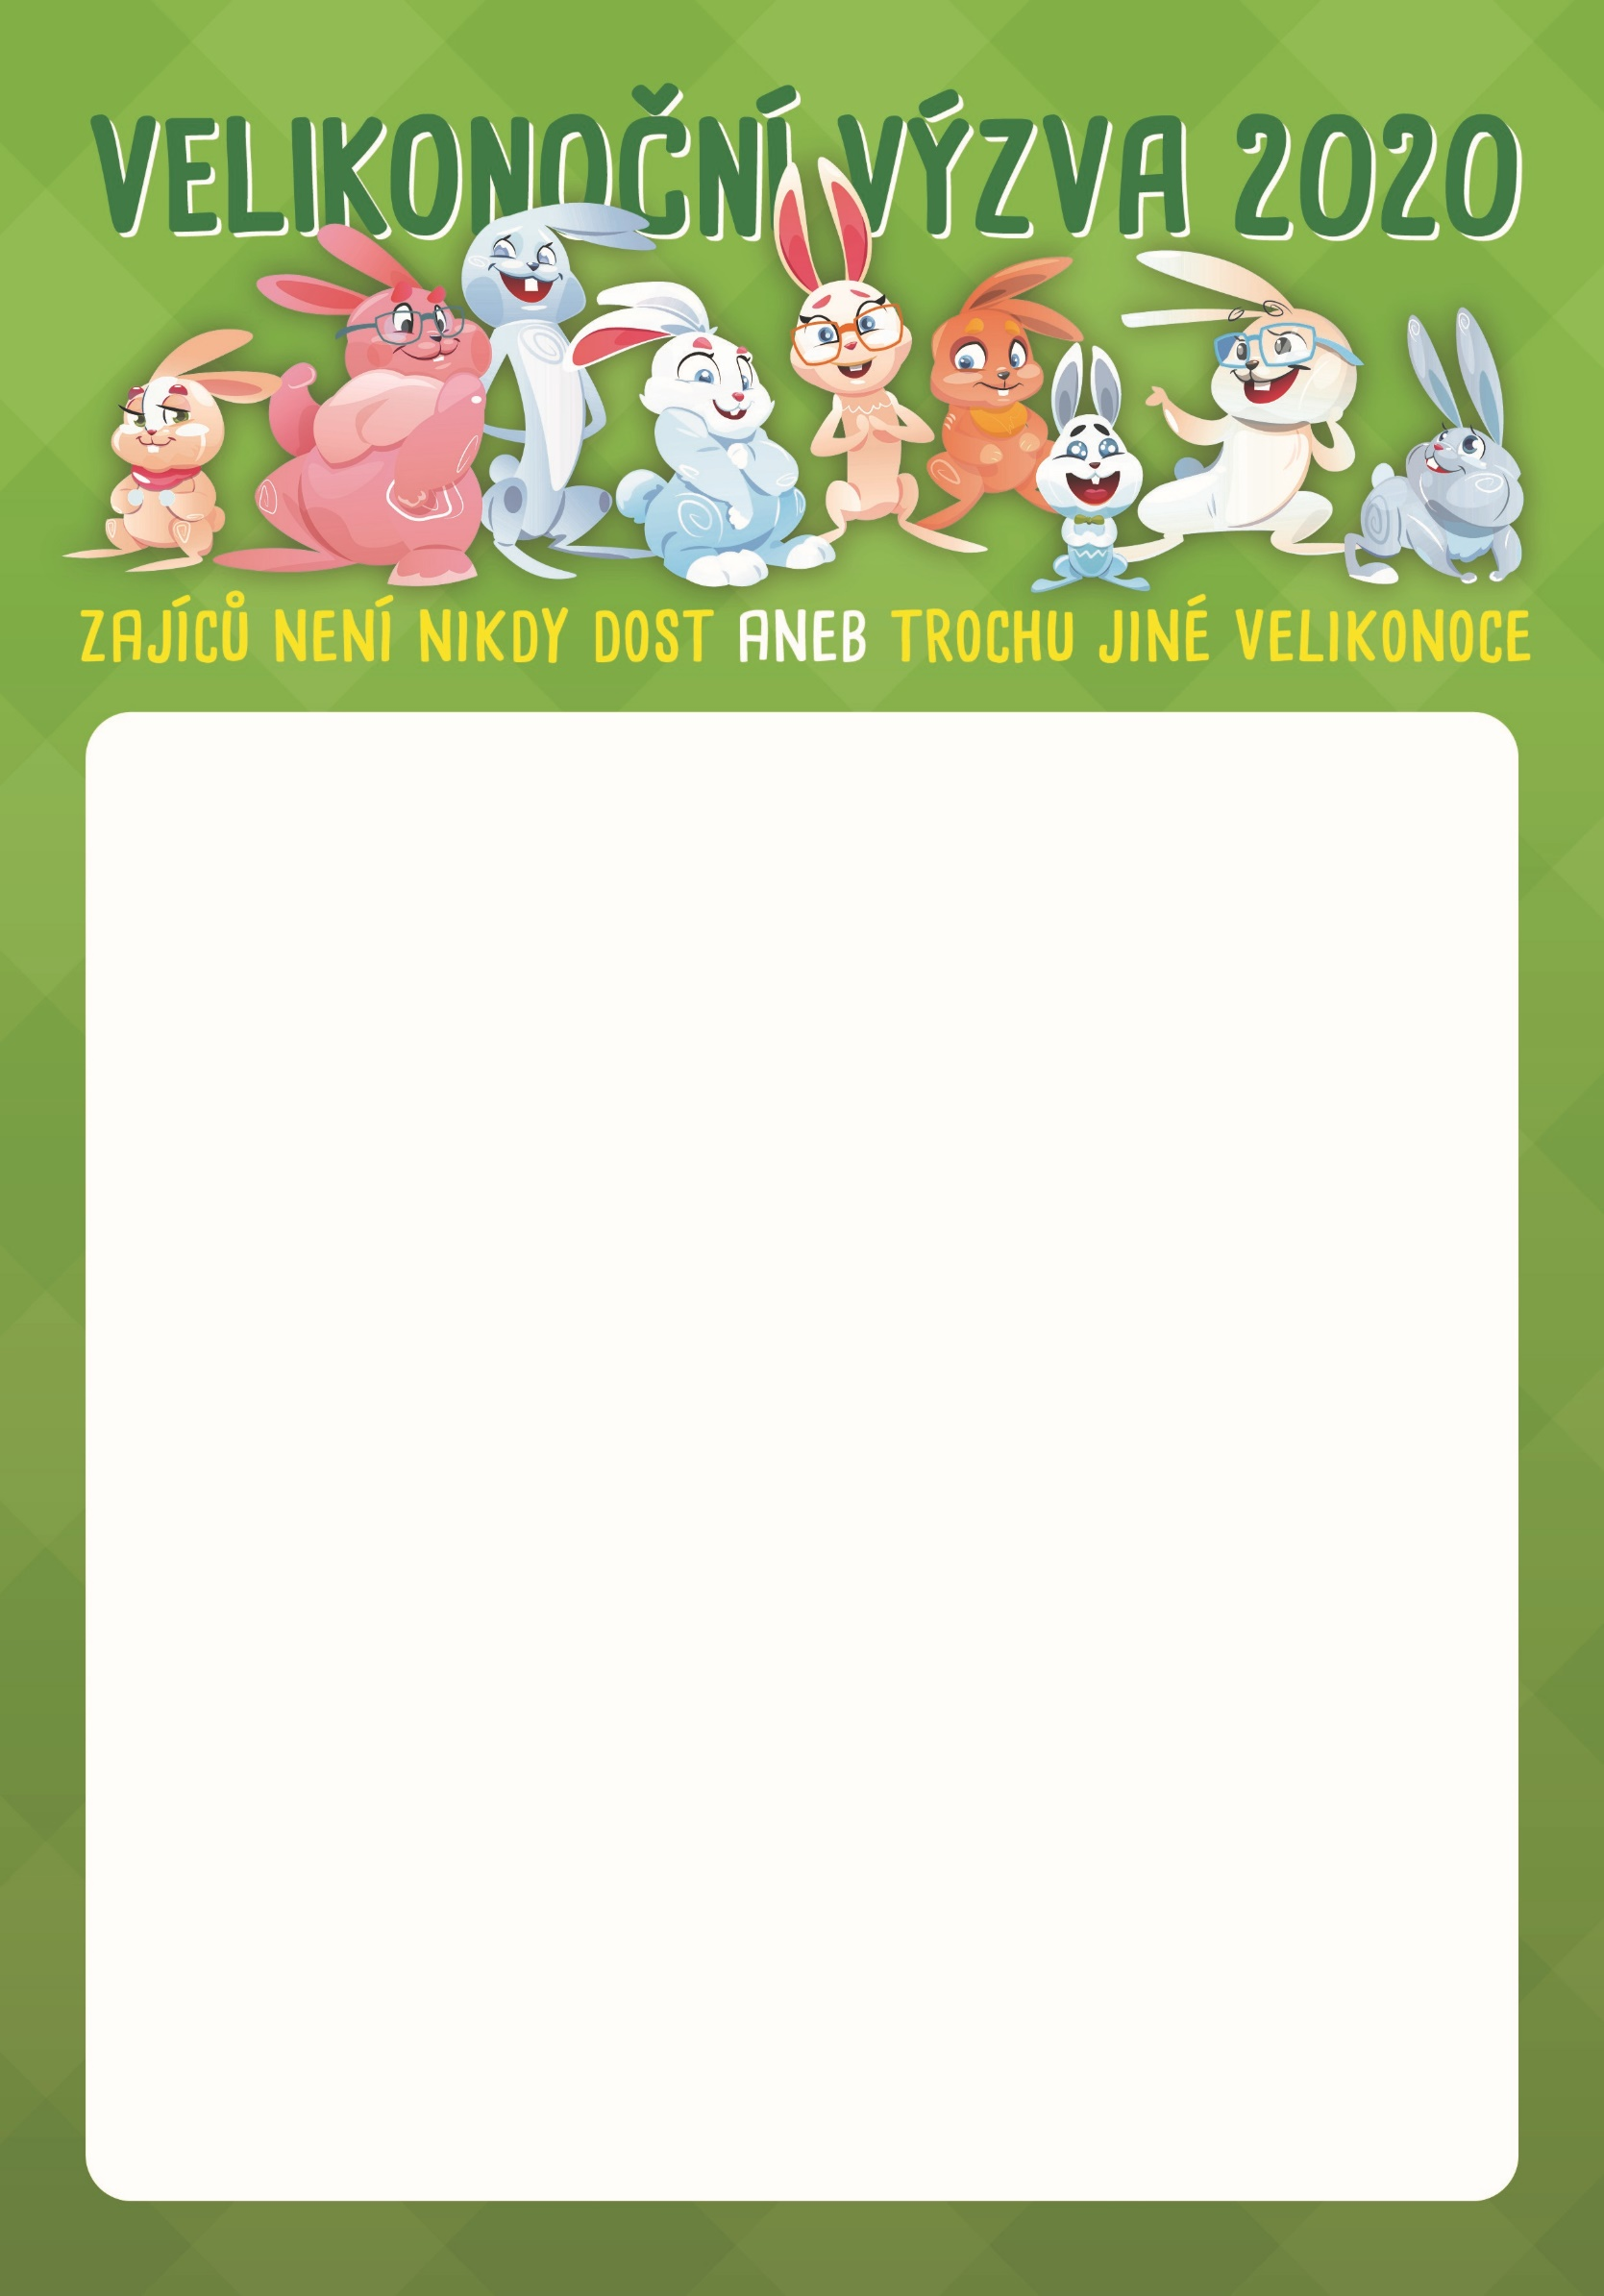 VELIKONOČNÍ VÝZVA 2020
ZAJÍCŮ NENÍ NIKDY DOST ANEB TROCHU JINÉ VELIKONOCE